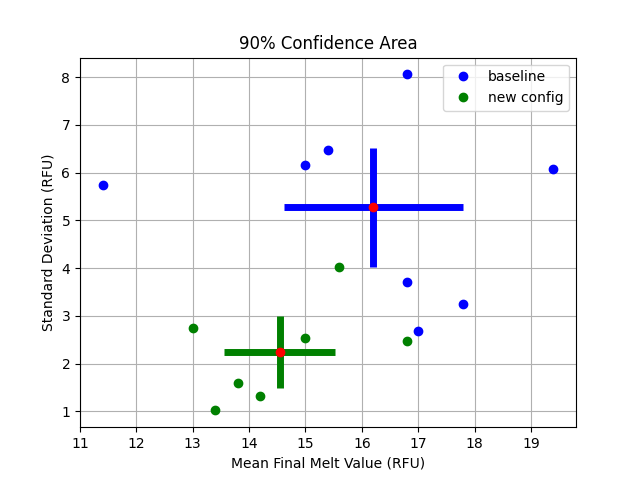 90% Confidence Area
baseline
new config
Standard Deviation (RFU)
8
7
6
5
4
3
2
1
11 12 13 14 15 16 17 18 19
Mean Final Melt Value (RFU)